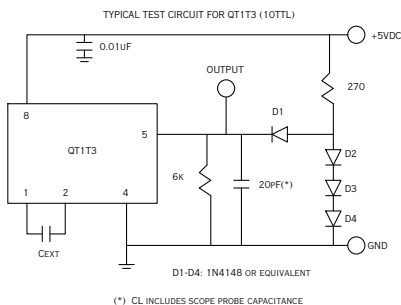 TYPICAL TEST CIRCUIT FOR QT1T3 (10TTL)
+5VDC
0.01UF
OUTPUT
270
8
D1
5
D2
QT1T3
6K
20PF(*)
D3
1
2
4
D4
CEXT
GND
D1-D4: 1N4148 OR EQUIVALENT
(*) CL INCLUDES SCOPE PROBE CAPACITANCE